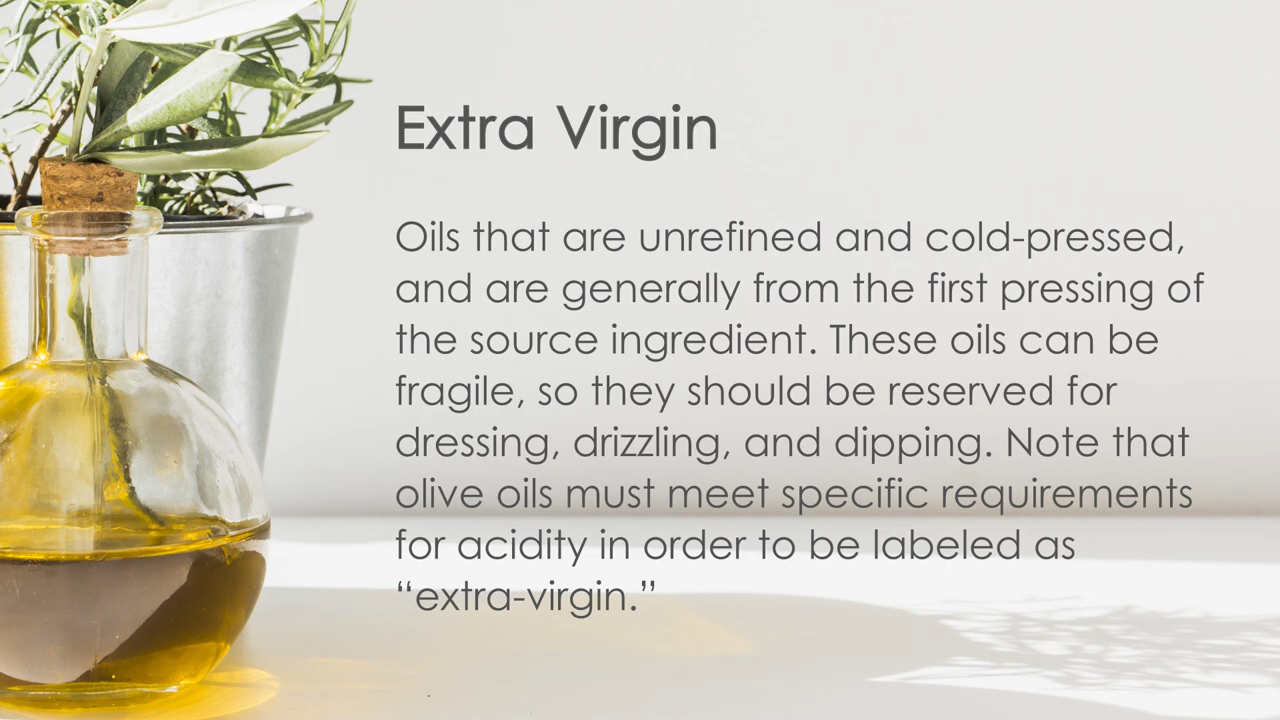 Extra Virgin
Oils that are unrefined and cold-pressed,
and are generally from the first pressing of
the source ingredient. These oils can be
fragile, so they should be reserved for
dressing, drizzling, and dipping. Note that
olive oils must meet specific requirements
for acidity in order to be labeled as
“extra-virgin.”